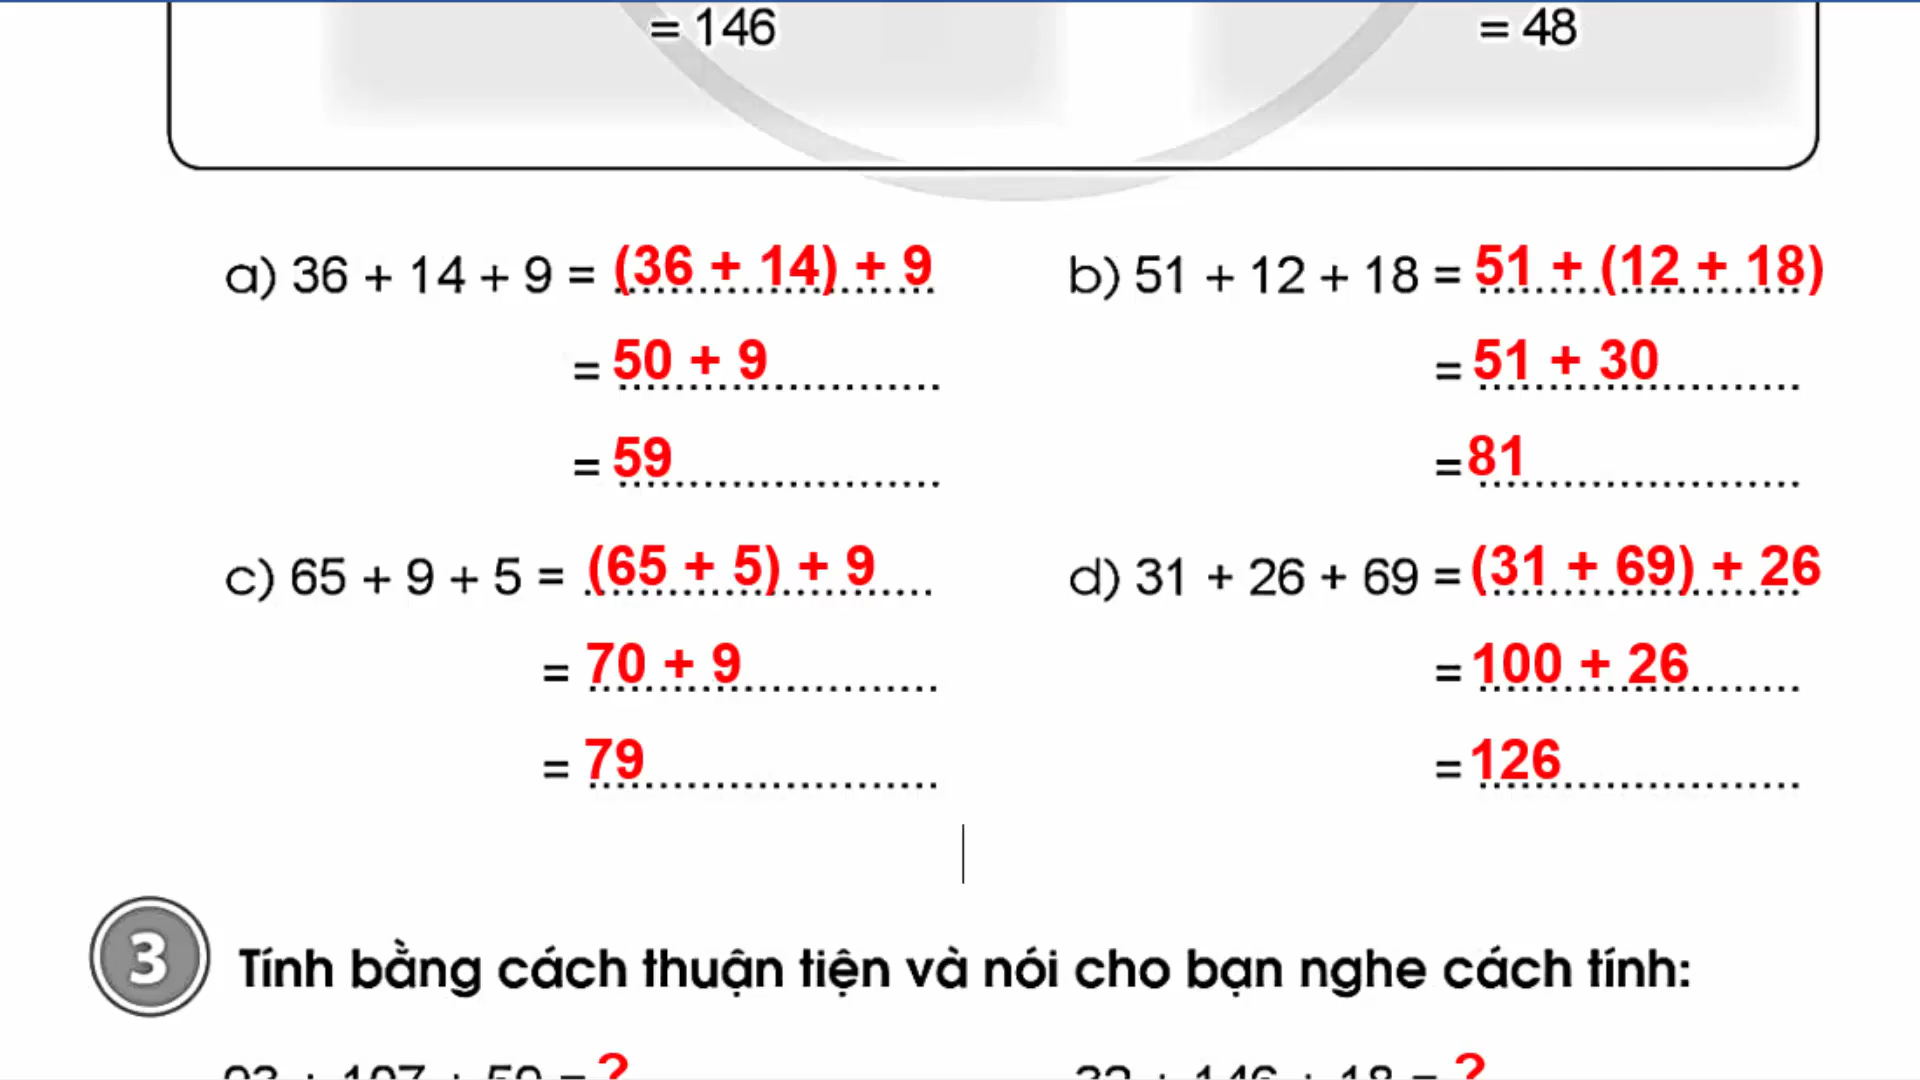 = 146
= 48
a) 36 + 14 + 9 = (36 + 14) + 9
= 50 + 9
= 59
b) 51 + 12 + 18 = 51 + (12 + 18)
= 51 + 30
= 81
c) 65 + 9 + 5 = (65 + 5) + 9
= 70 + 9
= 79
d) 31 + 26 + 69 = (31 + 69) + 26
= 100 + 26
= 126
3 Tính bằng cách thuận tiện và nói cho bạn nghe cách tính: